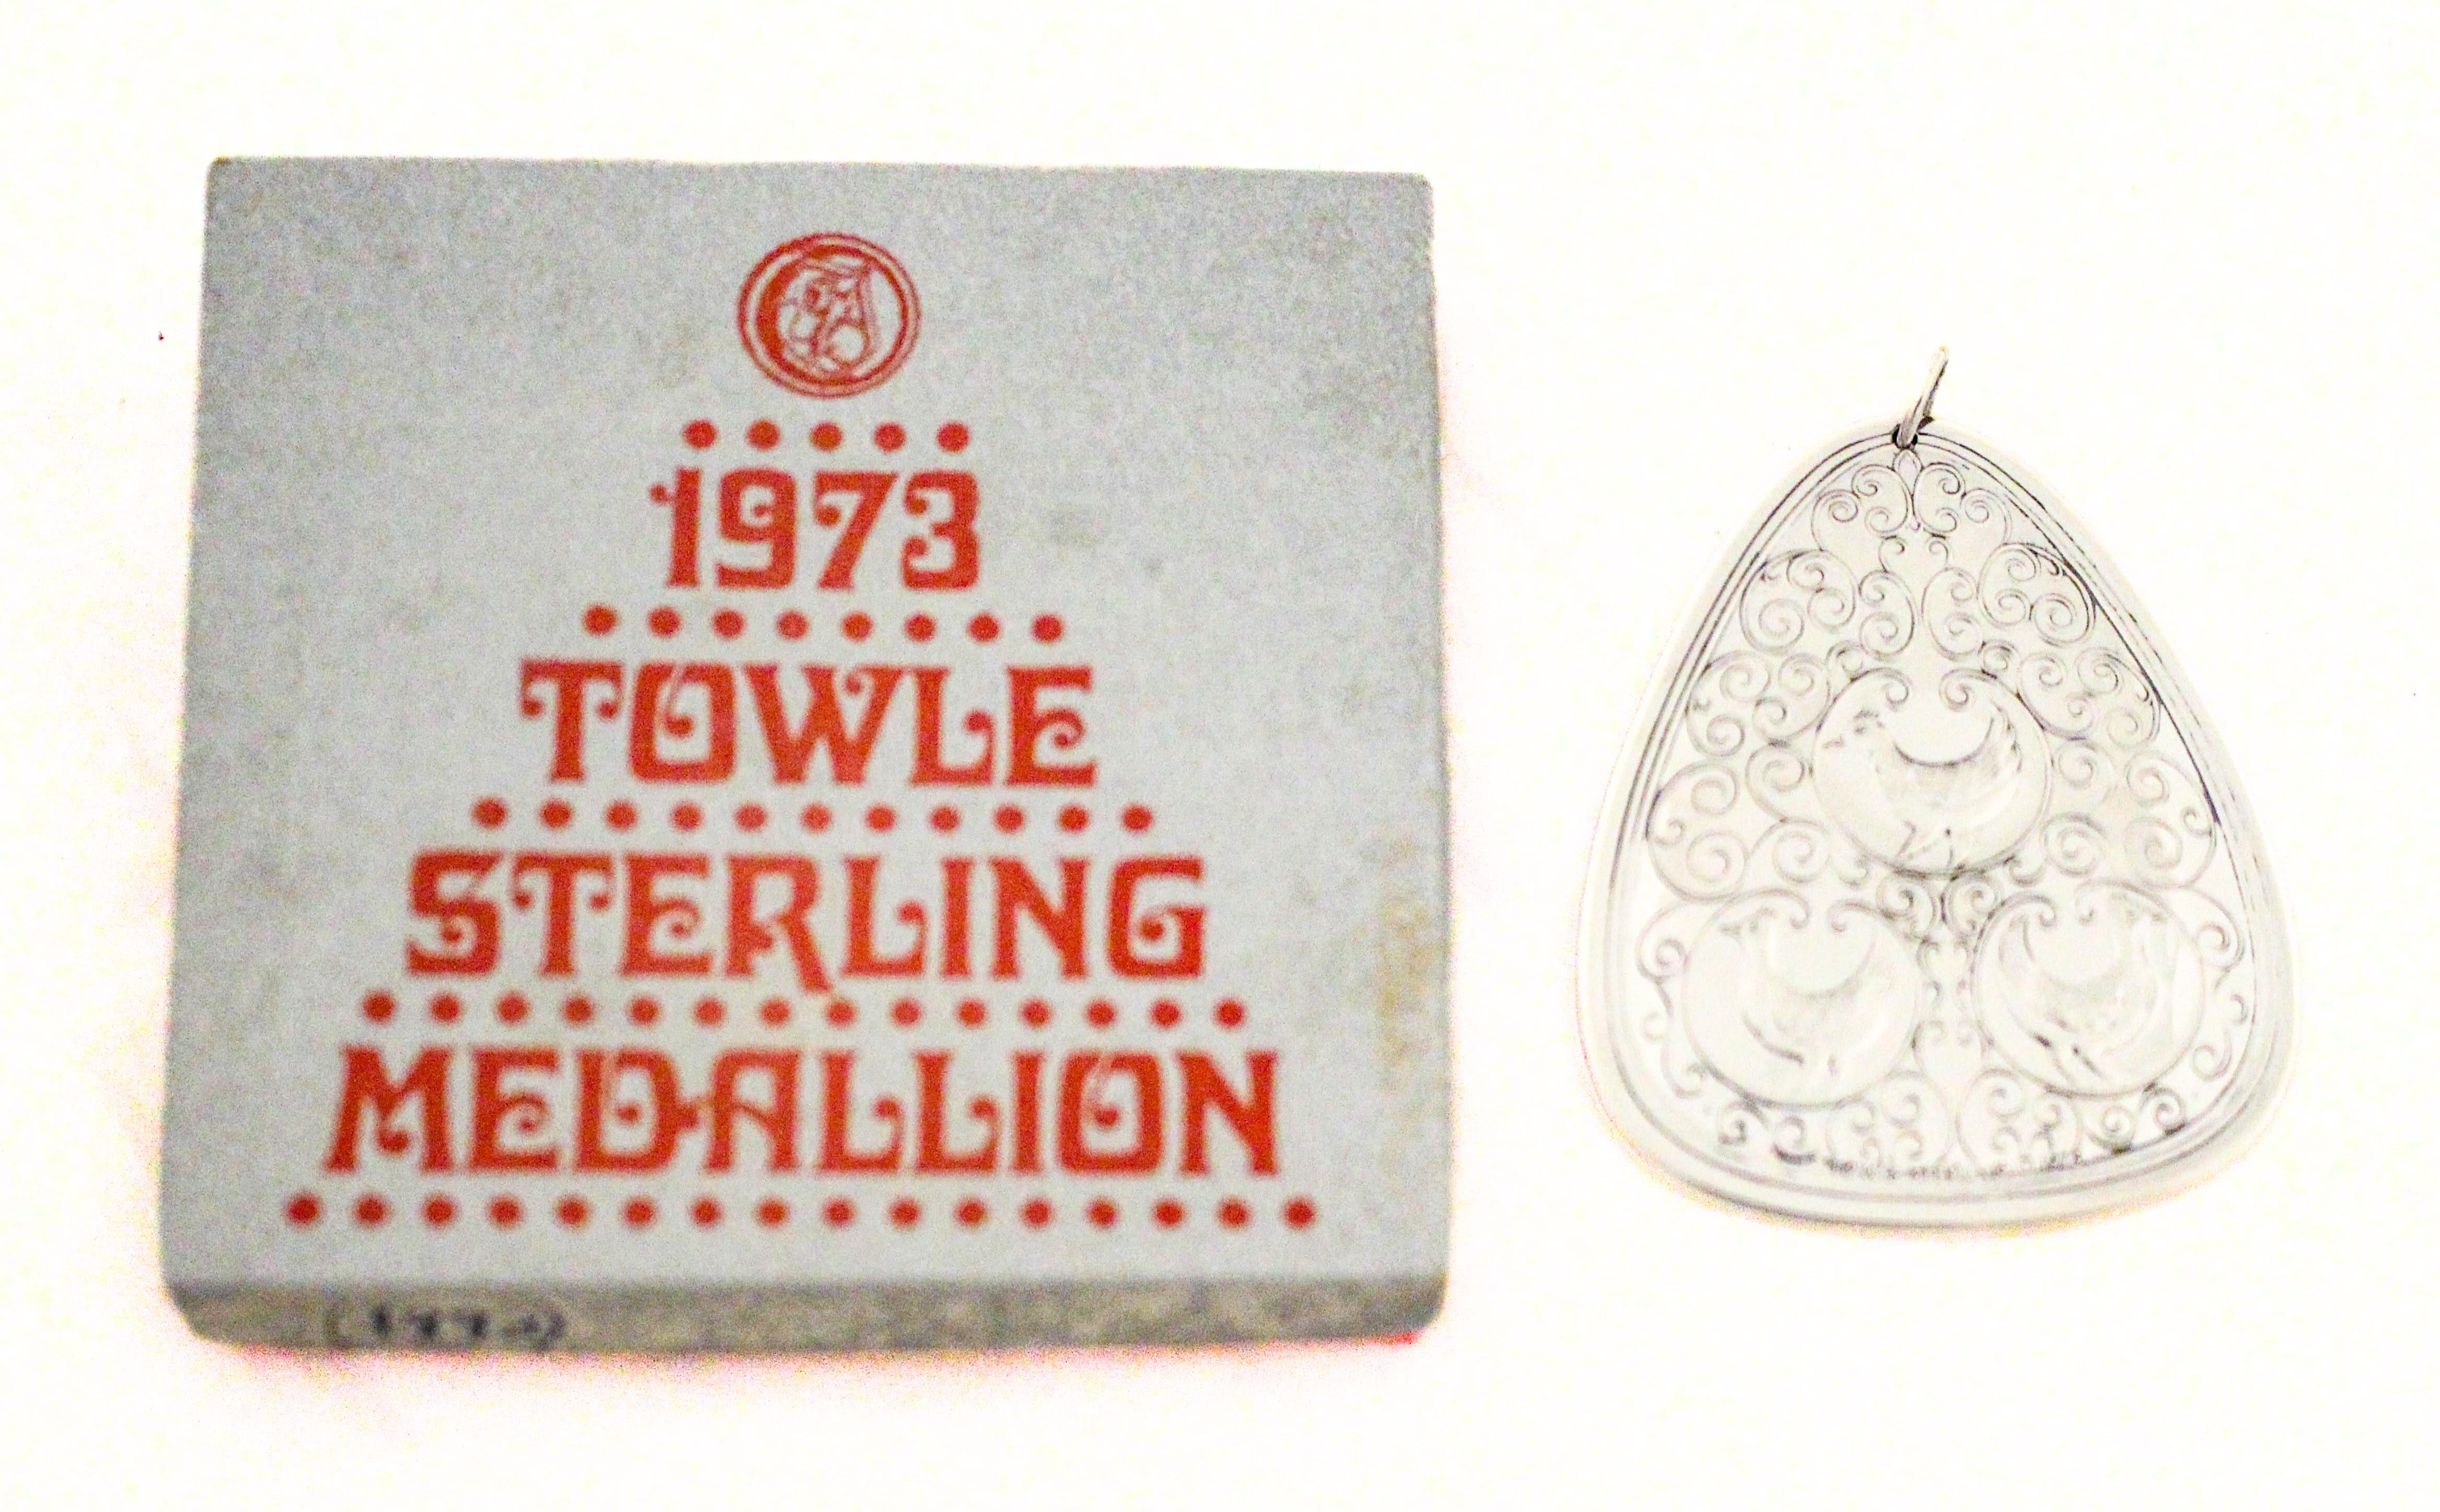 1973
TOWLE
STERLING
MEDALLION